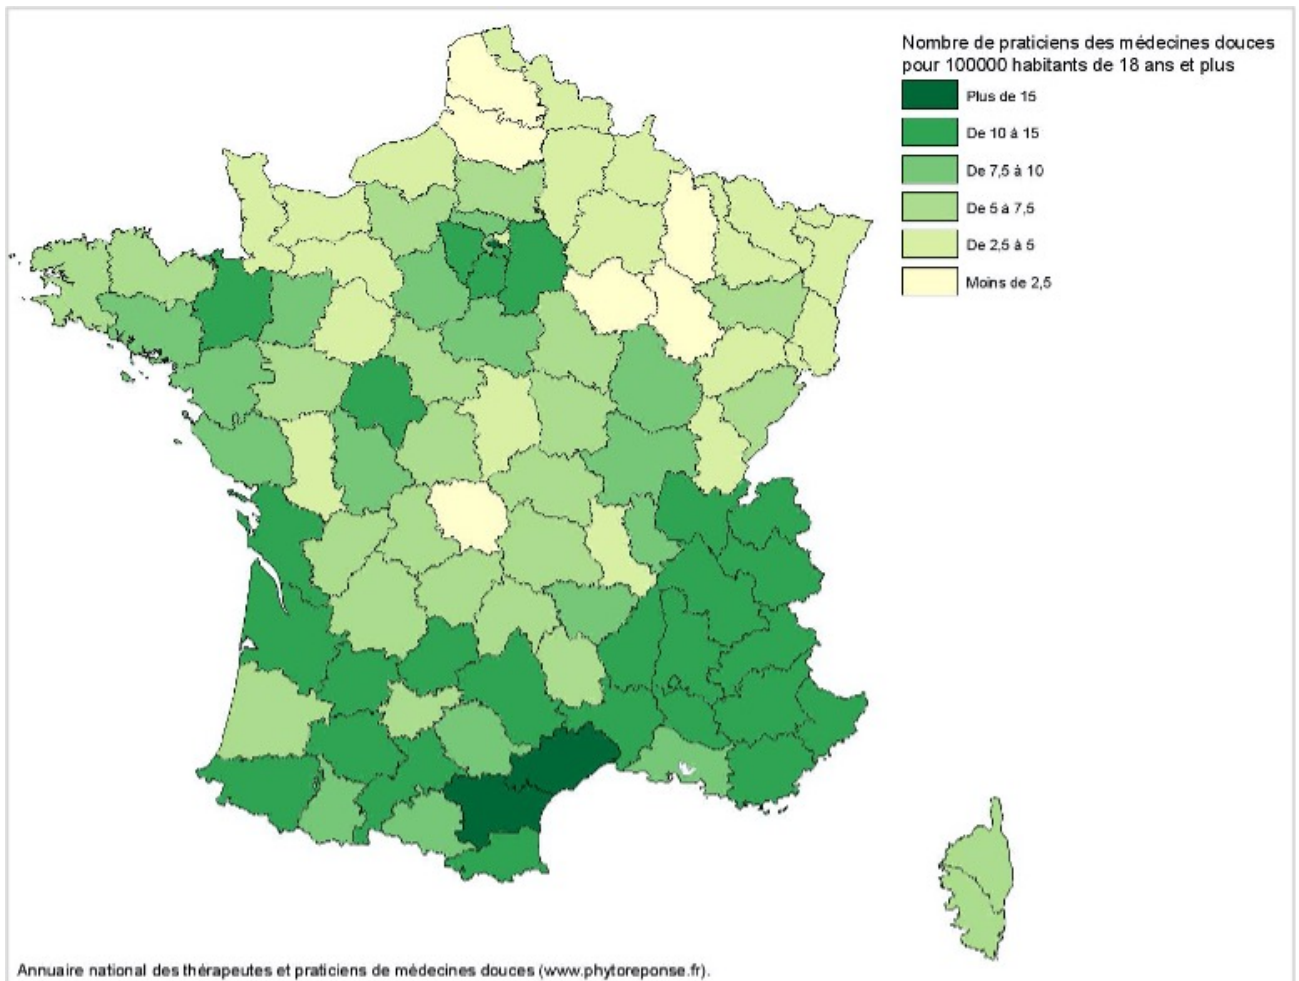 Nombre de praticiens des médecines douces
pour 100000 habitants de 18 ans et plus
Plus de 15
De 10 à 15
De 7,5 à 10
De 5 à 7,5
De 2,5 à 5
Moins de 2,5
Annuaire national des thérapeutes et praticiens de médecines douces (www.phytoreponse.fr).